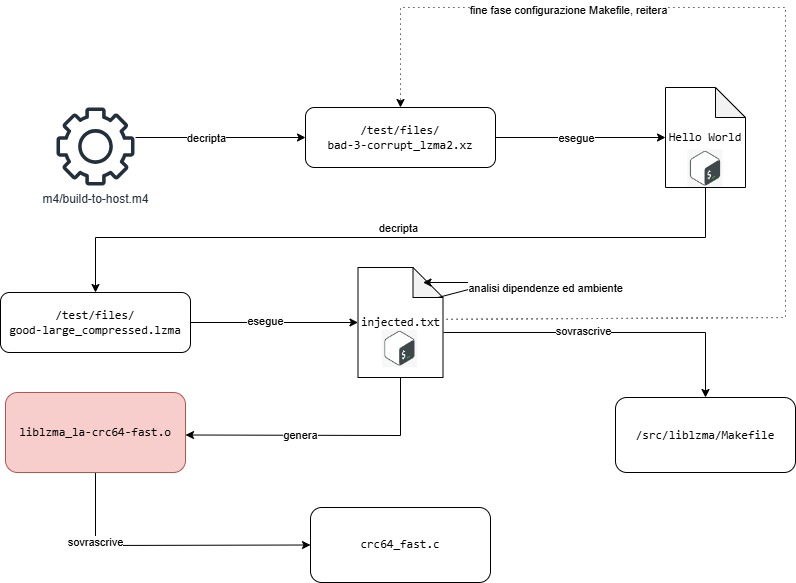 fine fase configurazione Makefile, reitera
decripta
/test/files/
bad-3-corrupt_lzma2.xz
esegue
Hello World
$_
m4/build-to-host.m4
decripta
/test/files/
good-large_compressed.lzma
esegue
injected.txt
$_
analisi dipendenze ed ambiente
sovrascrive
liblzma_la-crc64-fast.o
genera
/src/liblzma/Makefile
sovrascrive
crc64_fast.c